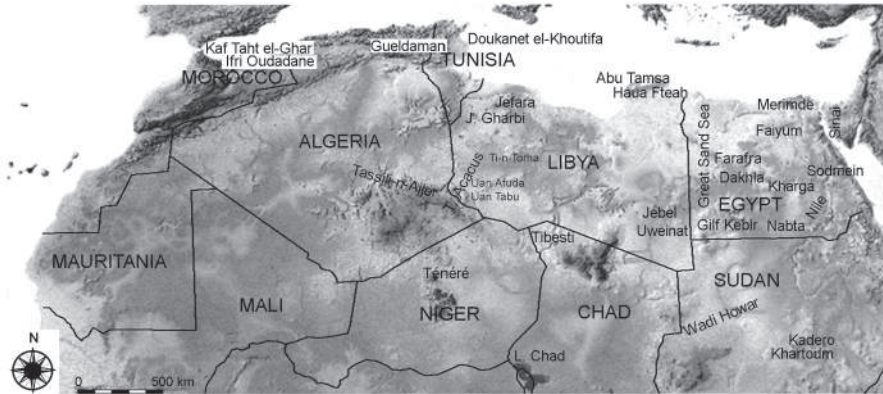 Kaf Taht el-Ghar
Ifri Oudadane
MOROCCO
Gueldaman
Doukanet el-Khoutifa
TUNISIA
Abu Tamsa
Haua Fteah
Merimde
Sinai
Jefara
J. Gharbi
Great Sand Sea
Faiyum
ALGERIA
Ti-n-Toma
LIBYA
Farafra
Sodmein
Tassili-n-Ajjer
Acacus
Uan Afuda
Uan Tabu
Dakhla
Kharga
EGYPT
Nile
Jebel
Uweinat
Gilf Kebir
Nabta
Tibesti
MAURITANIA
Ténéré
SUDAN
MALI
NIGER
CHAD
Wadi Howar
Kadero
Khartoum
N
L. Chad
0 500 km